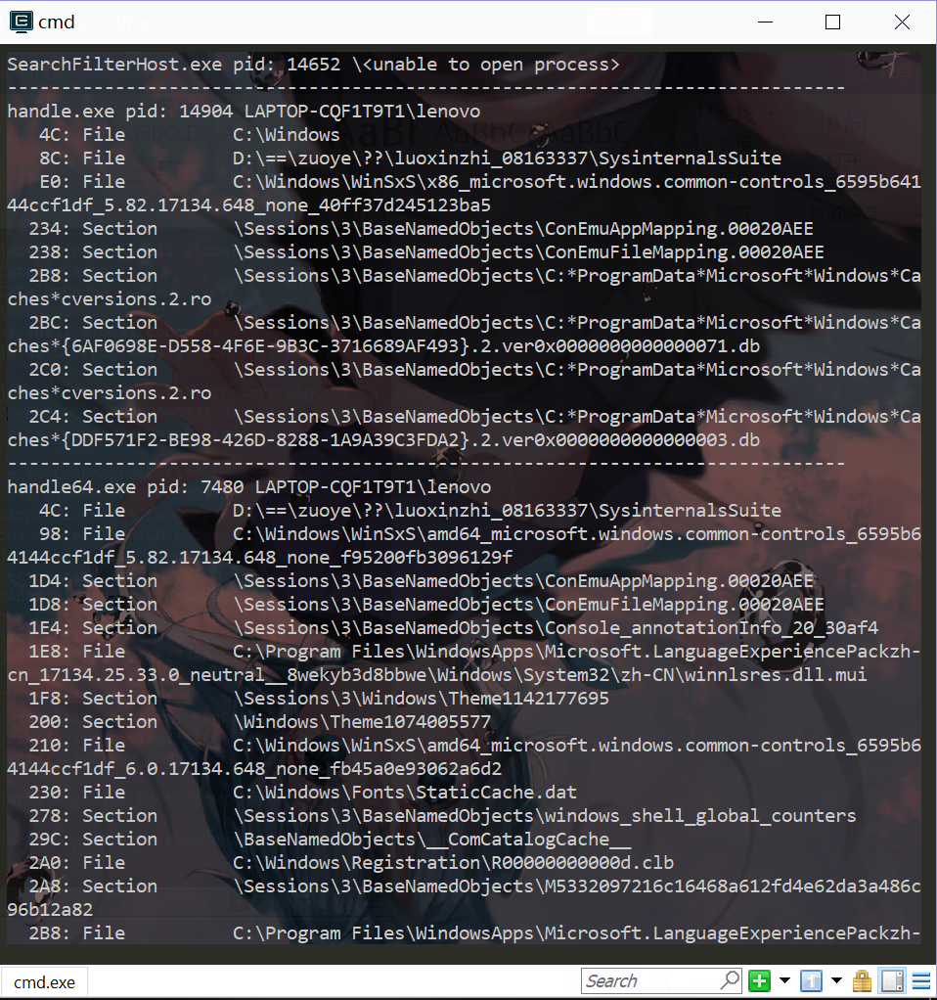 cmd
SearchFilterHost.exe pid: 14652 \<unable to open process>
------------------------------------------------------------------------------
handle.exe pid: 14904 LAPTOP-CQF1T9T1\lenovo
   4C: File          C:\Windows
   8C: File          D:\==\zuoye\??\luoxinzhi_08163337\SysinternalsSuite
   E0: File          C:\Windows\WinSxS\x86_microsoft.windows.common-controls_6595b641
44ccf1df_5.82.17134.648_none_40ff37d245123ba5
  234: Section       \Sessions\3\BaseNamedObjects\ConEmuAppMapping.00020AEE
  238: Section       \Sessions\3\BaseNamedObjects\ConEmuFileMapping.00020AEE
  2B8: Section       \Sessions\3\BaseNamedObjects\C:*ProgramData*Microsoft*Windows*Ca
ches*cversions.2.ro
  2BC: Section       \Sessions\3\BaseNamedObjects\C:*ProgramData*Microsoft*Windows*Ca
ches*{6AF0698E-D558-4F6E-9B3C-3716689AF493}.2.ver0x0000000000000071.db
  2C0: Section       \Sessions\3\BaseNamedObjects\C:*ProgramData*Microsoft*Windows*Ca
ches*cversions.2.ro
  2C4: Section       \Sessions\3\BaseNamedObjects\C:*ProgramData*Microsoft*Windows*Ca
ches*{DDF571F2-BE98-426D-8288-1A9A39C3FDA2}.2.ver0x0000000000000003.db
------------------------------------------------------------------------------
handle64.exe pid: 7480 LAPTOP-CQF1T9T1\lenovo
   4C: File          D:\==\zuoye\??\luoxinzhi_08163337\SysinternalsSuite
   98: File          C:\Windows\WinSxS\amd64_microsoft.windows.common-controls_6595b6
4144ccf1df_5.82.17134.648_none_f95200fb3096129f
  1D4: Section       \Sessions\3\BaseNamedObjects\ConEmuAppMapping.00020AEE
  1D8: Section       \Sessions\3\BaseNamedObjects\ConEmuFileMapping.00020AEE
  1E4: Section       \Sessions\3\BaseNamedObjects\Console_annotationInfo_20_30af4
  1E8: File          C:\Program Files\WindowsApps\Microsoft.LanguageExperiencePackzh-
cn_17134.25.33.0_neutral__8wekyb3d8bbwe\Windows\System32\zh-CN\winnlsres.dll.mui
  1F8: Section       \Sessions\3\Windows\Theme1142177695
  200: Section       \Windows\Theme1074005577
  210: File          C:\Windows\WinSxS\amd64_microsoft.windows.common-controls_6595b6
4144ccf1df_6.0.17134.648_none_fb45a0e93062a6d2
  230: File          C:\Windows\Fonts\StaticCache.dat
  278: Section       \Sessions\3\BaseNamedObjects\windows_shell_global_counters
  29C: Section       \BaseNamedObjects\__ComCatalogCache__
  2A0: File          C:\Windows\Registration\R00000000000d.clb
  2A8: Section       \Sessions\3\BaseNamedObjects\M5332097216c16468a612fd4e62da3a486c
96b12a82
  2B8: File          C:\Program Files\WindowsApps\Microsoft.LanguageExperiencePackzh-
cmd.exe
Search
1